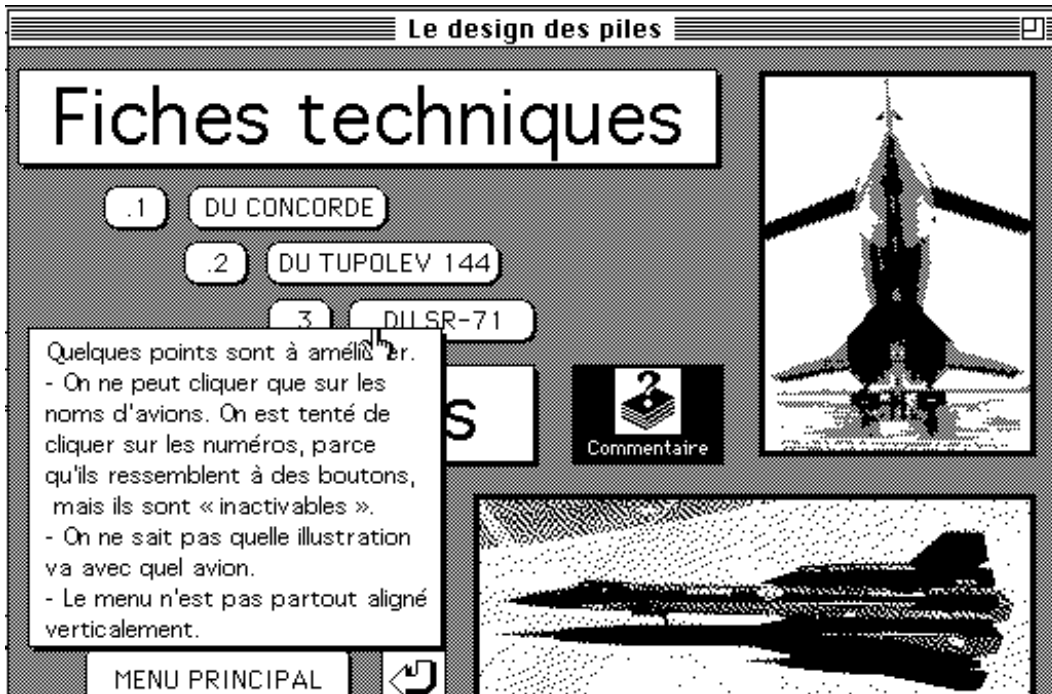 Le design des piles
Fiches techniques
.1 DU CONCORDE
.2 DU TUPOLEV 144
.3 DU SR-71
Quelques points sont à améliorer.
- On ne peut cliquer que sur les
noms d'avions. On est tenté de
cliquer sur les numéros, parce
qu'ils ressemblent à des boutons,
mais ils sont « inactivables ».
- On ne sait pas quelle illustration
va avec quel avion.
- Le menu n'est pas partout aligné
verticalement.
s
?
Commentaire
MENU PRINCIPAL